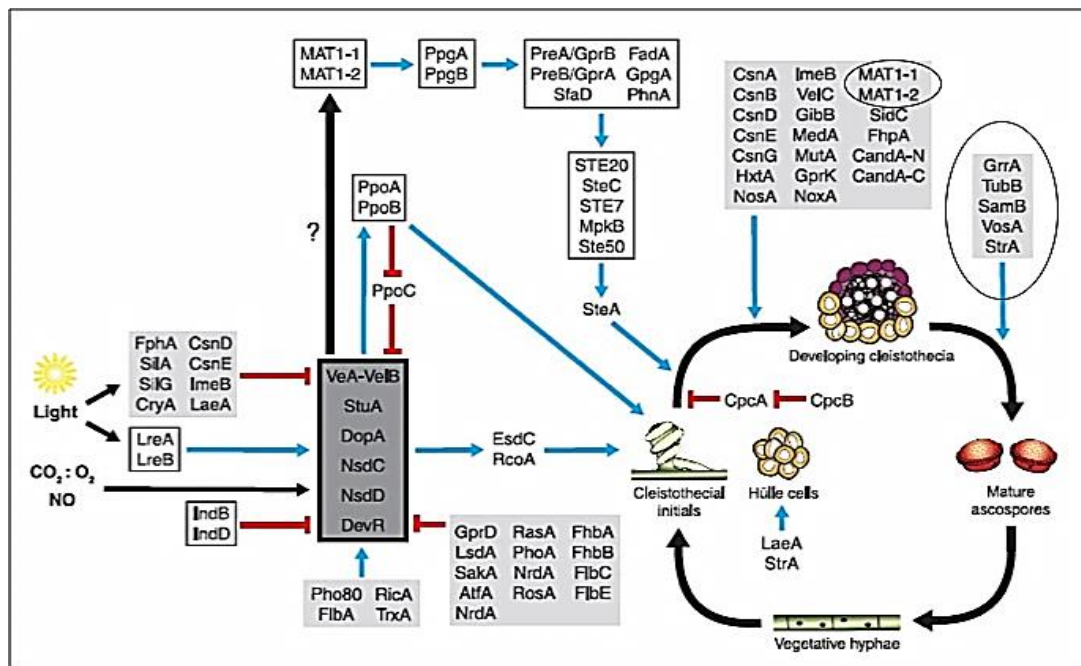 MAT1-1
MAT1-2
PpgA
PpgB
PreA/GprB FadA
PreB/GprA GpgA
SfaD PhnA
CsnA ImeB MAT1-1
CsnB VelC MAT1-2
CsnD GibB SidC
CsnE MedA FhpA
CsnG MutA CandA-N
HxtA GprK CandA-C
NosA NoxA
GrrA
TubB
SamB
VosA
StrA
STE20
SteC
STE7
MpkB
Ste50
SteA
PpoA
PpoB
?
PpoC
FphA CsnD
SilA CsnE
SilG ImeB
CryA LaeA
Light
LreA
LreB
CO₂ : O₂
NO
IndB
IndD
VeA-VelB
StuA
DopA
NsdC
NsdD
DevR
EsdC
RcoA
Pho80 RicA
FlbA TrxA
GprD RasA FhbA
LsdA PhoA FhbB
SakA NrdA FlbC
AtfA RosA FlbE
NrdA
Developing cleistothecia
CpcA
CpcB
Cleistothecial
initials
Hülle cells
LaeA
StrA
Mature
ascospores
Vegetative hyphae